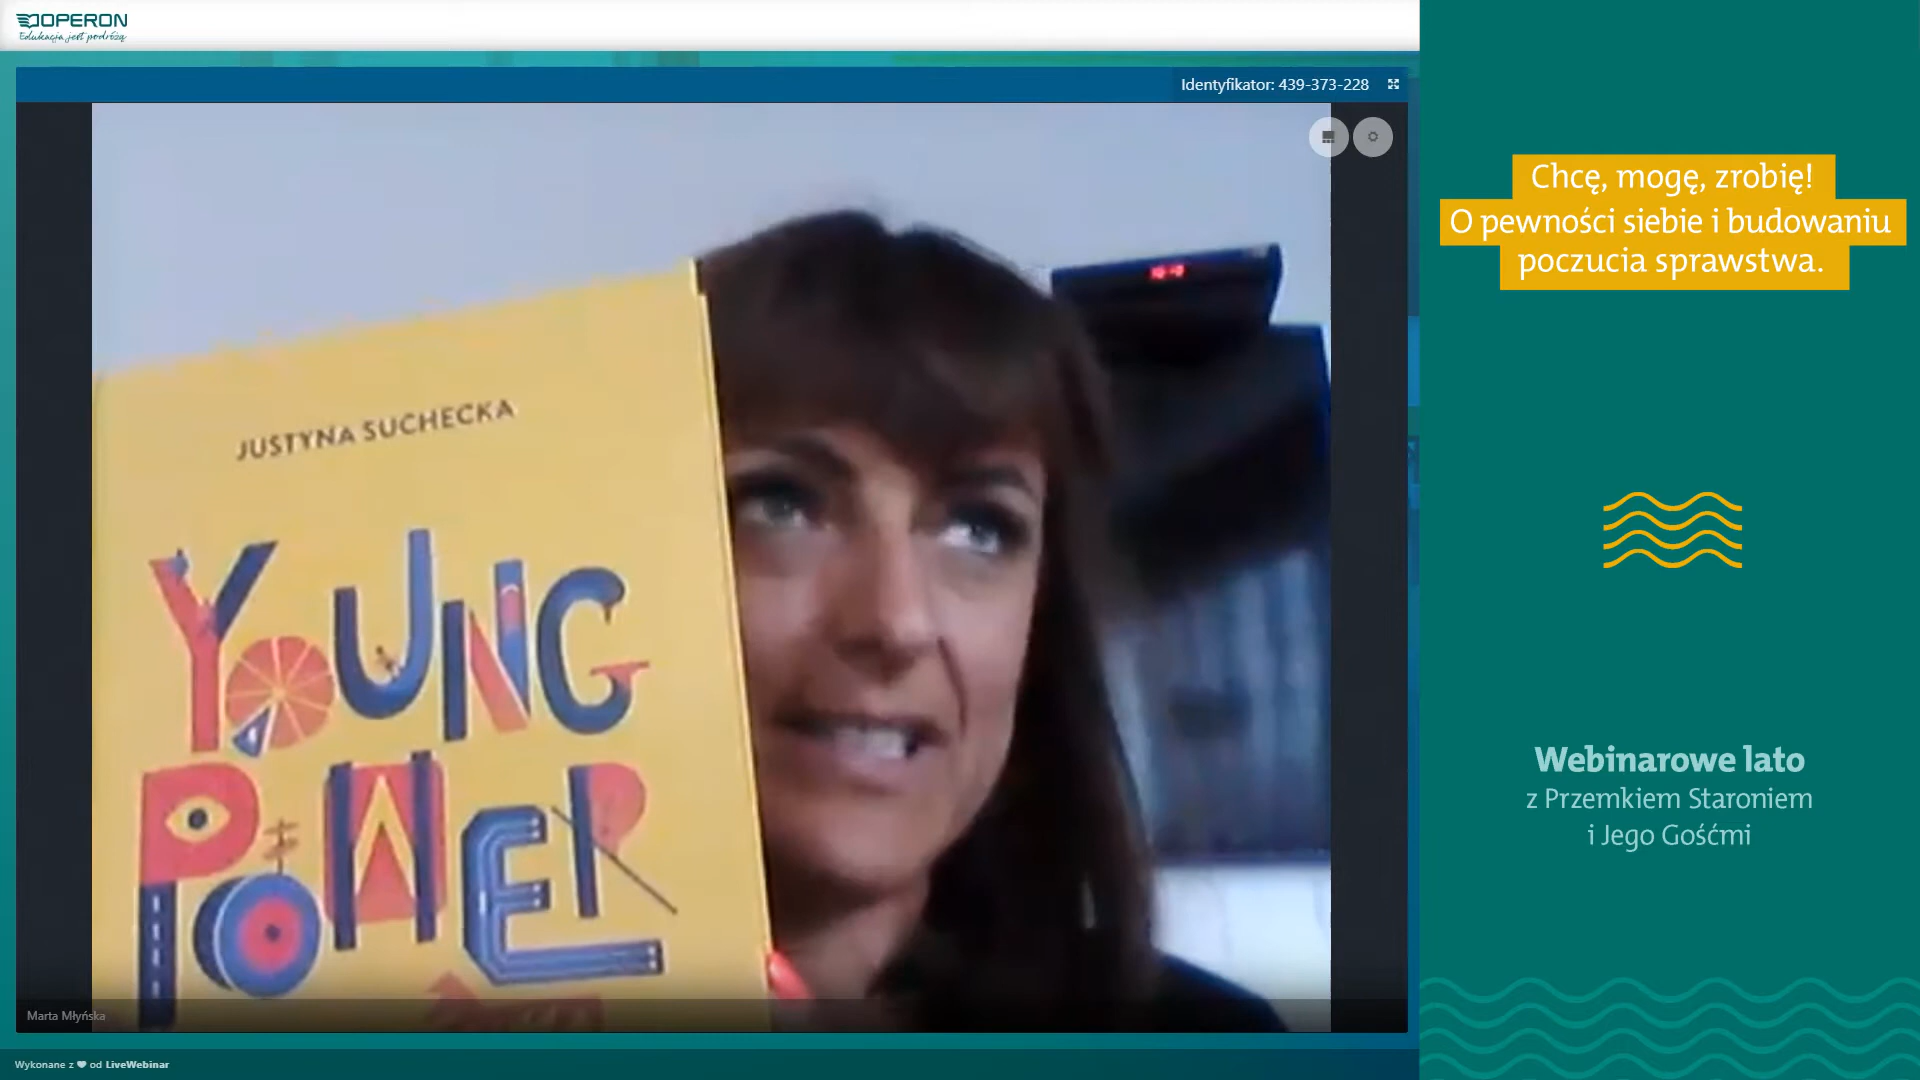 OPERON
Edukacja jest podróżą
Identyfikator: 439-373-228
JUSTYNA SUCHECKA
YOUNG
POWER
Marta Młyńska
Wykonane z ❤ od LiveWebinar
Chcę, mogę, zrobię!
O pewności siebie i budowaniu
poczucia sprawstwa.
Webinarowe lato
z Przemkiem Staroniem
i Jego Gośćmi